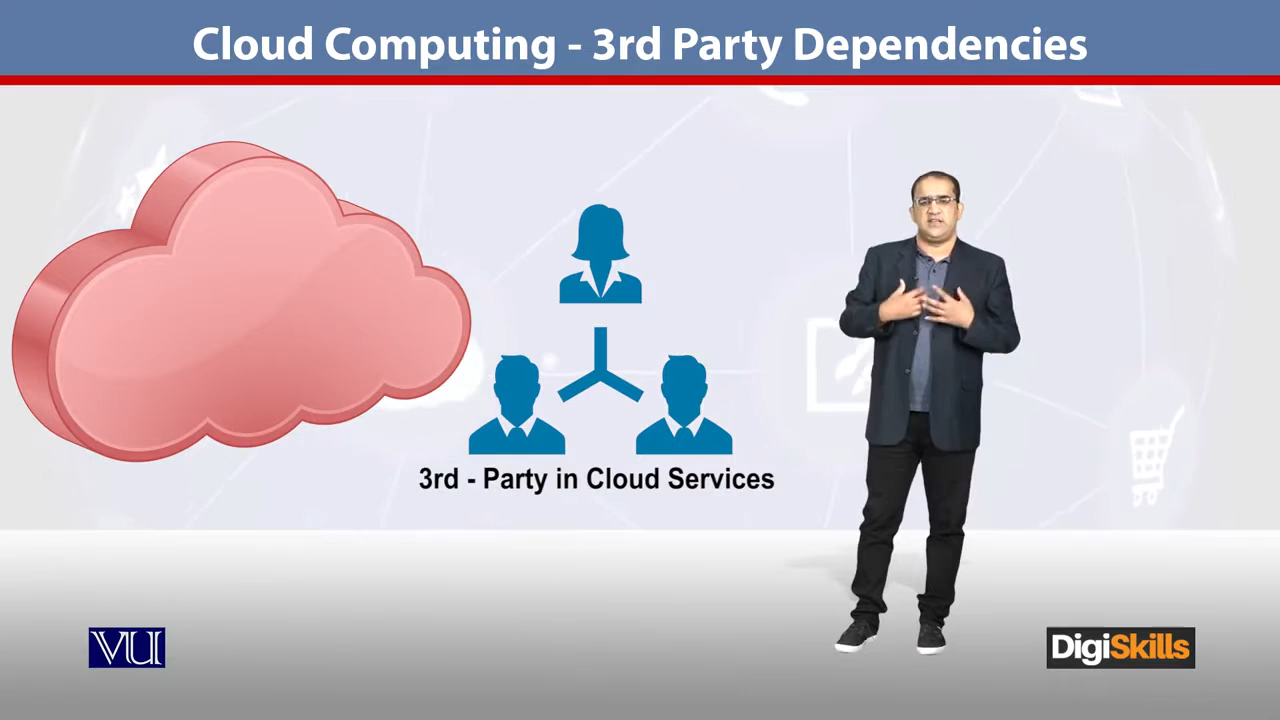 Cloud Computing - 3rd Party Dependencies
3rd - Party in Cloud Services
VU
DigiSkills